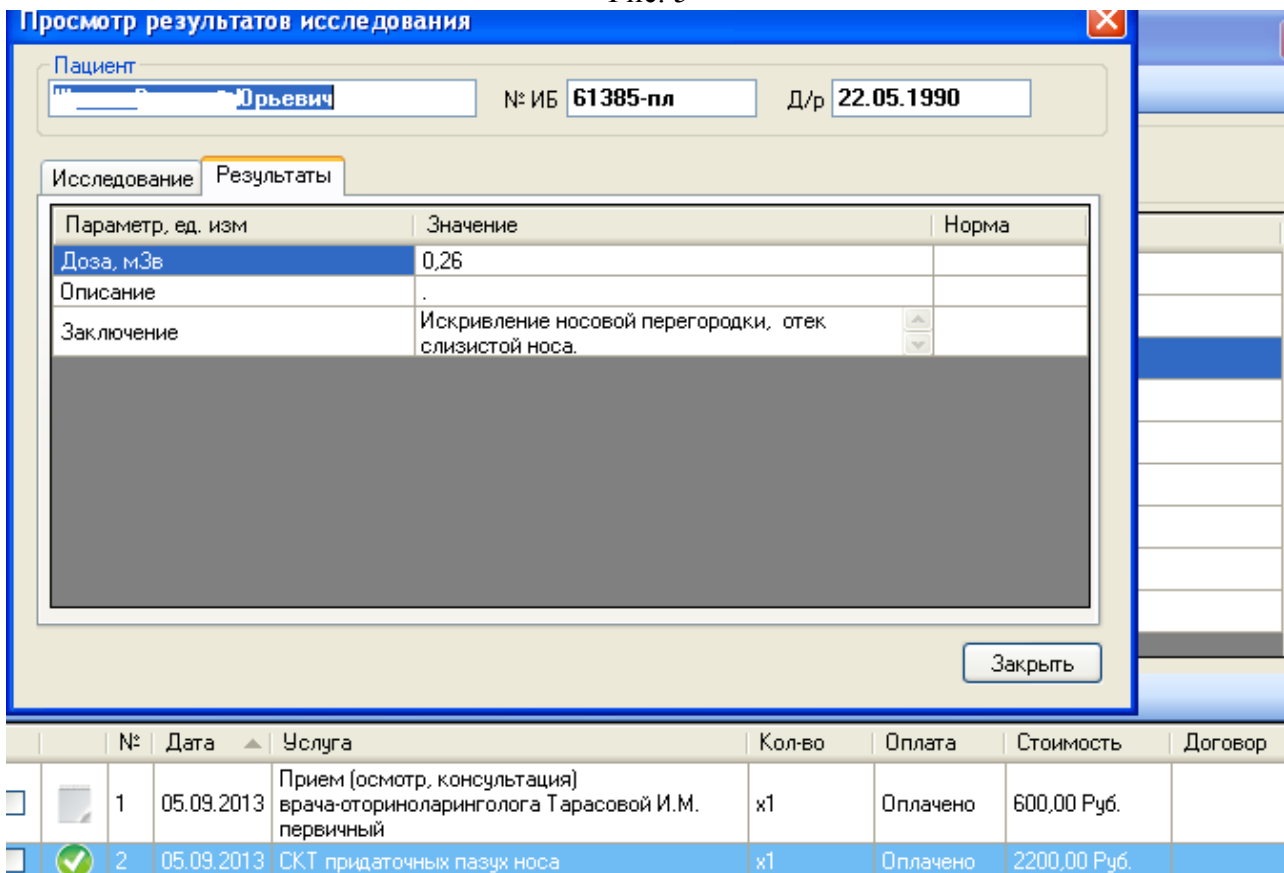 Просмотр результатов исследования
Пациент
Юрьевич № ИБ 61385-пл Д/р 22.05.1990
Исследование Результаты
Параметр, ед. изм Значение Норма
Доза, мЗв 0,26
Описание .
Заключение Искривление носовой перегородки, отек
слизистой носа.
Закрыть
№ Дата Услуга Кол-во Оплата Стоимость Договор
Прием (осмотр, консультация)
1 05.09.2013 врача-оториноларинголога Тарасовой И.М. x1 Оплачено 600,00 Руб.
первичный
2 05.09.2013 СКТ придаточных пазух носа x1 Оплачено 2200,00 Руб.